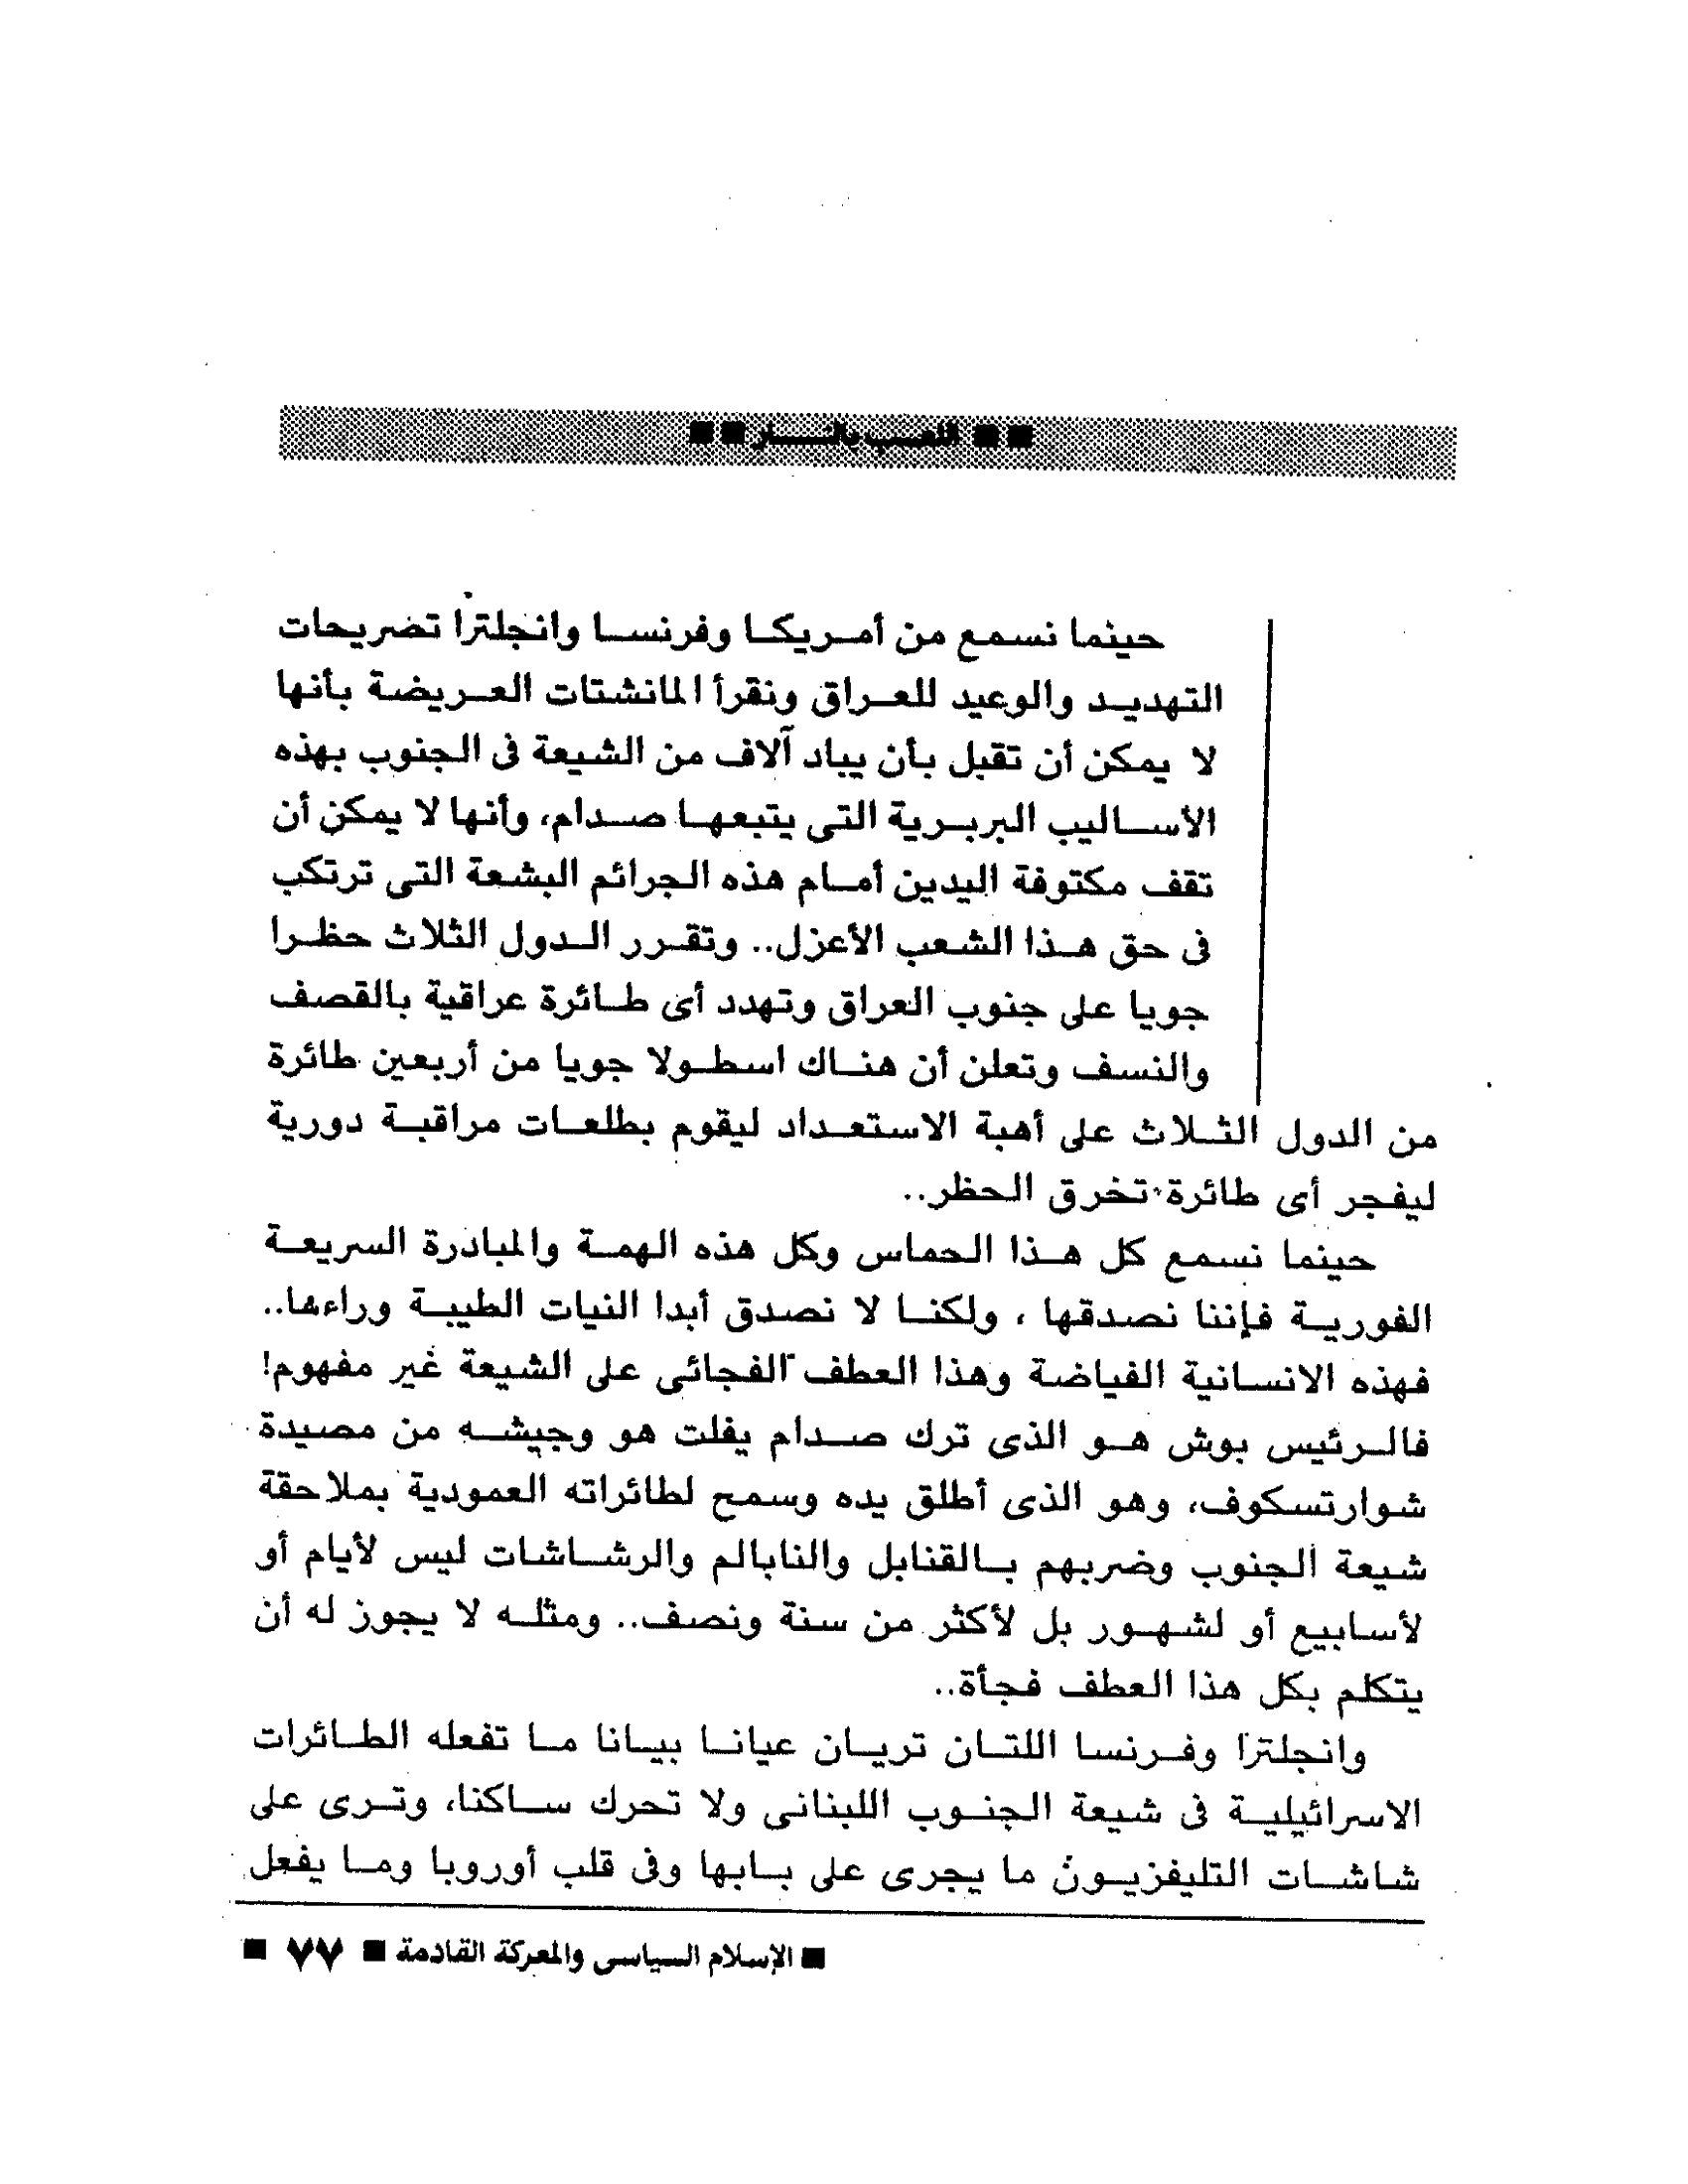 ■ ■ اللعب بالنار ■ ■
حينما نسمع من أمريكا وفرنسا وانجلترا تصريحات
التهديد والوعيد للعراق ونقرأ المانشتات العريضة بأنها
لا يمكن أن تقبل بأن يباد آلاف من الشيعة فى الجنوب بهذه
الأساليب البربرية التى يتبعها صدام، وأنها لا يمكن أن
تقف مكتوفة اليدين أمام هذه الجرائم البشعة التى ترتكب
فى حق هذا الشعب الأعزل.. وتقرر الدول الثلاث حظرا
جويا على جنوب العراق وتهدد أى طائرة عراقية بالقصف
والنسف وتعلن أن هناك اسطولا جويا من أربعين طائرة
من الدول الثلاث على أهبة الاستعداد ليقوم بطلعات مراقبة دورية
ليفجر أى طائرة تخرق الحظر..
حينما نسمع كل هذا الحماس وكل هذه الهمة والمبادرة السريعة
الفورية فإننا نصدقها ، ولكنا لا نصدق أبدا النيات الطيبة وراءها..
فهذه الانسانية الفياضة وهذا العطف الفجائى على الشيعة غير مفهوم!
فالرئيس بوش هو الذى ترك صدام يفلت هو وجيشه من مصيدة
شوارتسكوف، وهو الذى أطلق يده وسمح لطائراته العمودية بملاحقة
شيعة الجنوب وضربهم بالقنابل والنابالم والرشاشات ليس لأيام أو
لأسابيع أو لشهور بل لأكثر من سنة ونصف.. ومثله لا يجوز له أن
يتكلم بكل هذا العطف فجأة..
وانجلترا وفرنسا اللتان تريان عيانا بيانا ما تفعله الطائرات
الاسرائيلية فى شيعة الجنوب اللبنانى ولا تحرك ساكنا، وترى على
شاشات التليفزيون ما يجرى على بابها وفى قلب أوروبا وما يفعل
■ الإسلام السياسى والمعركة القادمة ■ ٧٧ ■